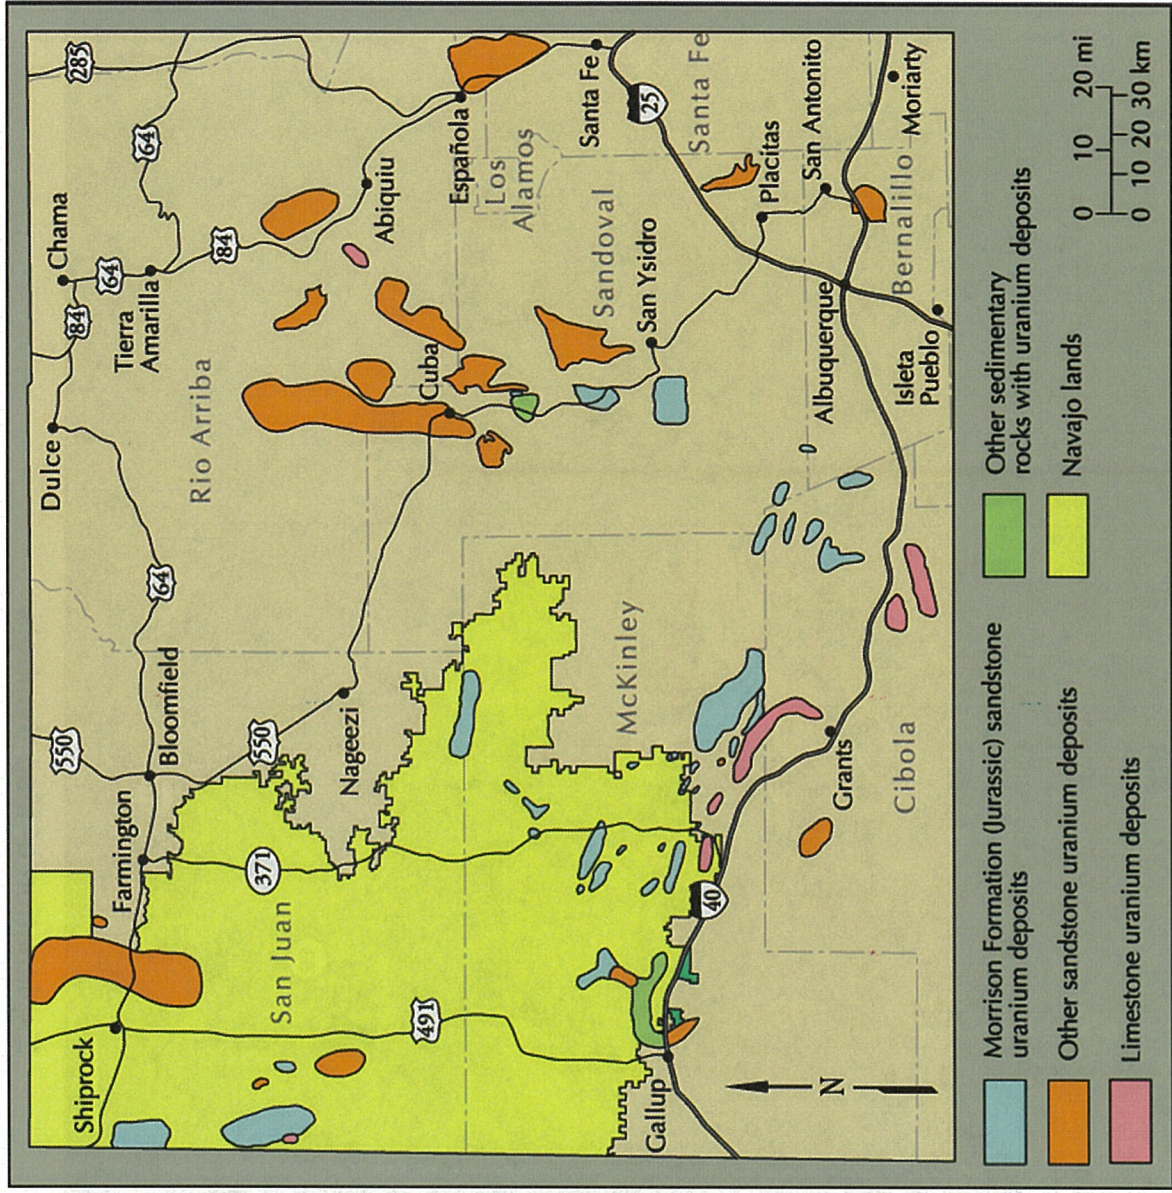 550
Dulce
Chama
285
84
64
Shiprock
Farmington
Tierra
Amarilla
64
64
Bloomfield
Rio Arriba
84
371
550
San Juan
Nageezi
Abiquiu
491
Cuba
Española
Los
Alamos
Santa Fe
Sandoval
McKinley
San Ysidro
25
Gallup
Santa Fe
40
Placitas
San Antonito
Albuquerque
Grants
N
Cibola
Bernalillo
Moriarty
Isleta
Pueblo
Morrison Formation (Jurassic) sandstone
uranium deposits
Other sandstone uranium deposits
Limestone uranium deposits
Other sedimentary
rocks with uranium deposits
Navajo lands
0 10 20 mi
0 10 20 30 km